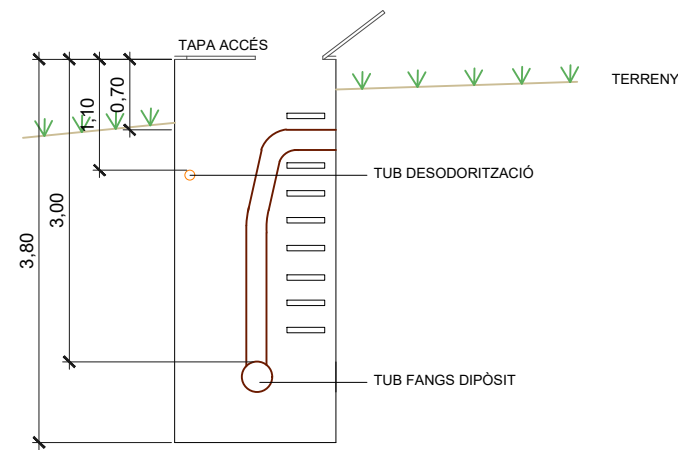 TAPA ACCÉS
TERRENY
0,70
1,10
TUB DESODORITZACIÓ
3,00
3,80
TUB FANGS DIPÒSIT